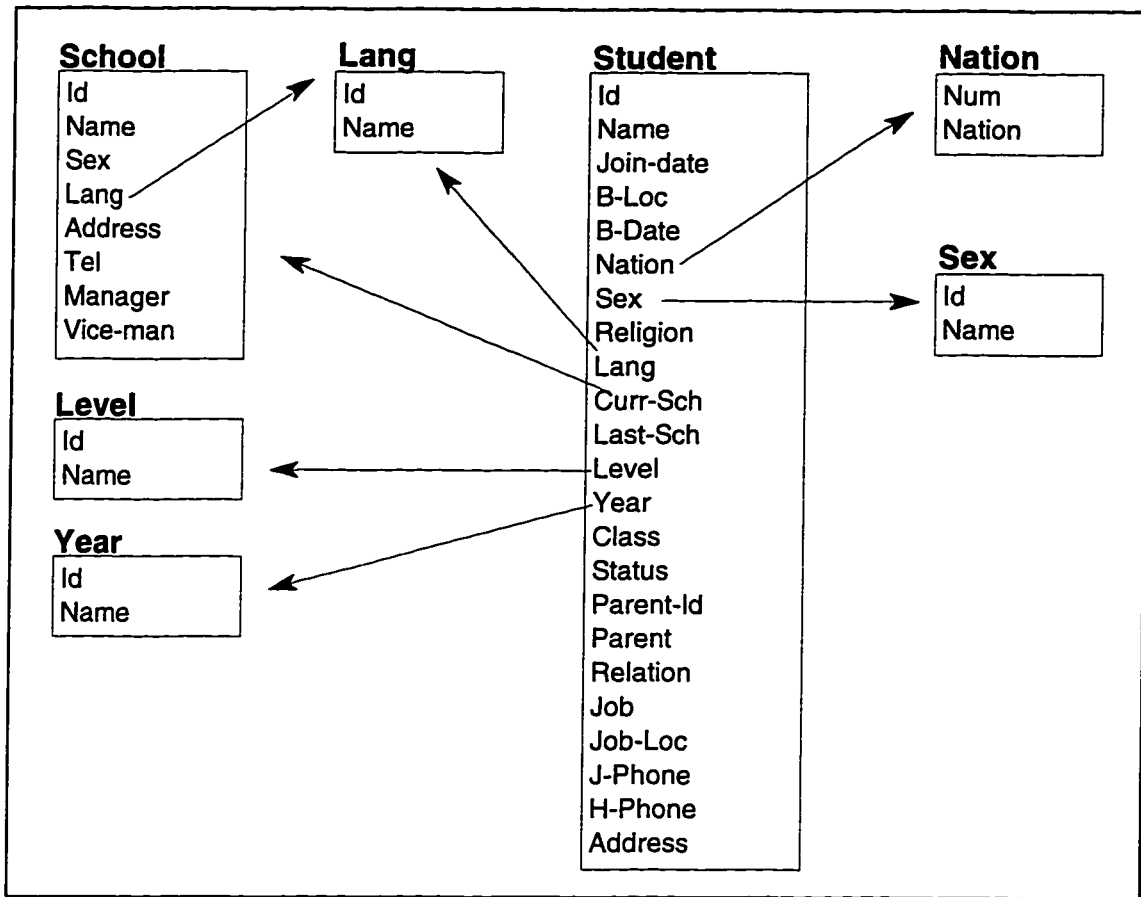 School
Id
Name
Sex
Lang
Address
Tel
Manager
Vice-man
Lang
Id
Name
Student
Id
Name
Join-date
B-Loc
B-Date
Nation
Sex
Religion
Lang
Curr-Sch
Last-Sch
Level
Year
Class
Status
Parent-Id
Parent
Relation
Job
Job-Loc
J-Phone
H-Phone
Address
Nation
Num
Nation
Sex
Id
Name
Level
Id
Name
Year
Id
Name